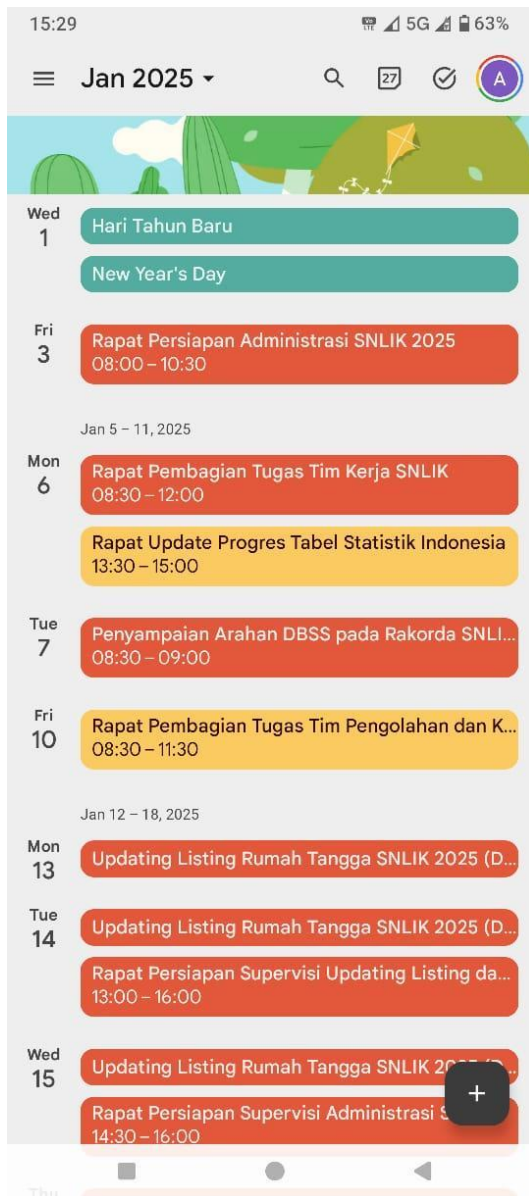 15:29
VoLTE 5G 63%
Jan 2025
27
A
Wed
1
Hari Tahun Baru
New Year's Day
Fri
3
Rapat Persiapan Administrasi SNLIK 2025
08:00 – 10:30
Jan 5 – 11, 2025
Mon
6
Rapat Pembagian Tugas Tim Kerja SNLIK
08:30 – 12:00
Rapat Update Progres Tabel Statistik Indonesia
13:30 – 15:00
Tue
7
Penyampaian Arahan DBSS pada Rakorda SNLI...
08:30 – 09:00
Fri
10
Rapat Pembagian Tugas Tim Pengolahan dan K...
08:30 – 11:30
Jan 12 – 18, 2025
Mon
13
Updating Listing Rumah Tangga SNLIK 2025 (D...
Tue
14
Updating Listing Rumah Tangga SNLIK 2025 (D...
Rapat Persiapan Supervisi Updating Listing da...
13:00 – 16:00
Wed
15
Updating Listing Rumah Tangga SNLIK
Rapat Persiapan Supervisi Administrasi
14:30 – 16:00
Thu